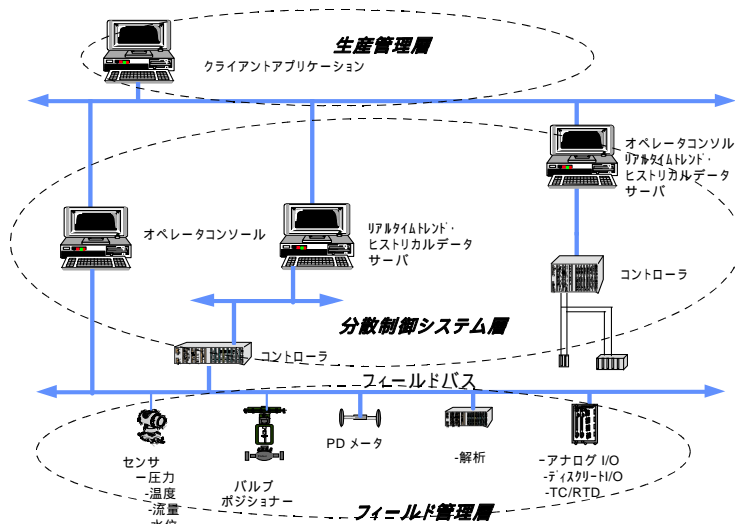 生産管理層
クライアントアプリケーション
オペレータコンソル
ﾘｱﾙﾀｲﾑﾄﾚﾝﾄﾞ･
ヒストリカルデータ
サーバ
オペレータコンソール
ﾘｱﾙﾀｲﾑﾄﾚﾝﾄﾞ･
ヒストリカルデータ
サーバ
コントローラ
分散制御システム層
コントローラ
フィールドバス
センサ
ー圧力
-温度
-流量
-水位
バルブ
ポジショナー
PD メータ
-解析
-アナログ I/O
-ﾃﾞｨｽｸﾘｰﾄI/O
-TC/RTD
フィールド管理層